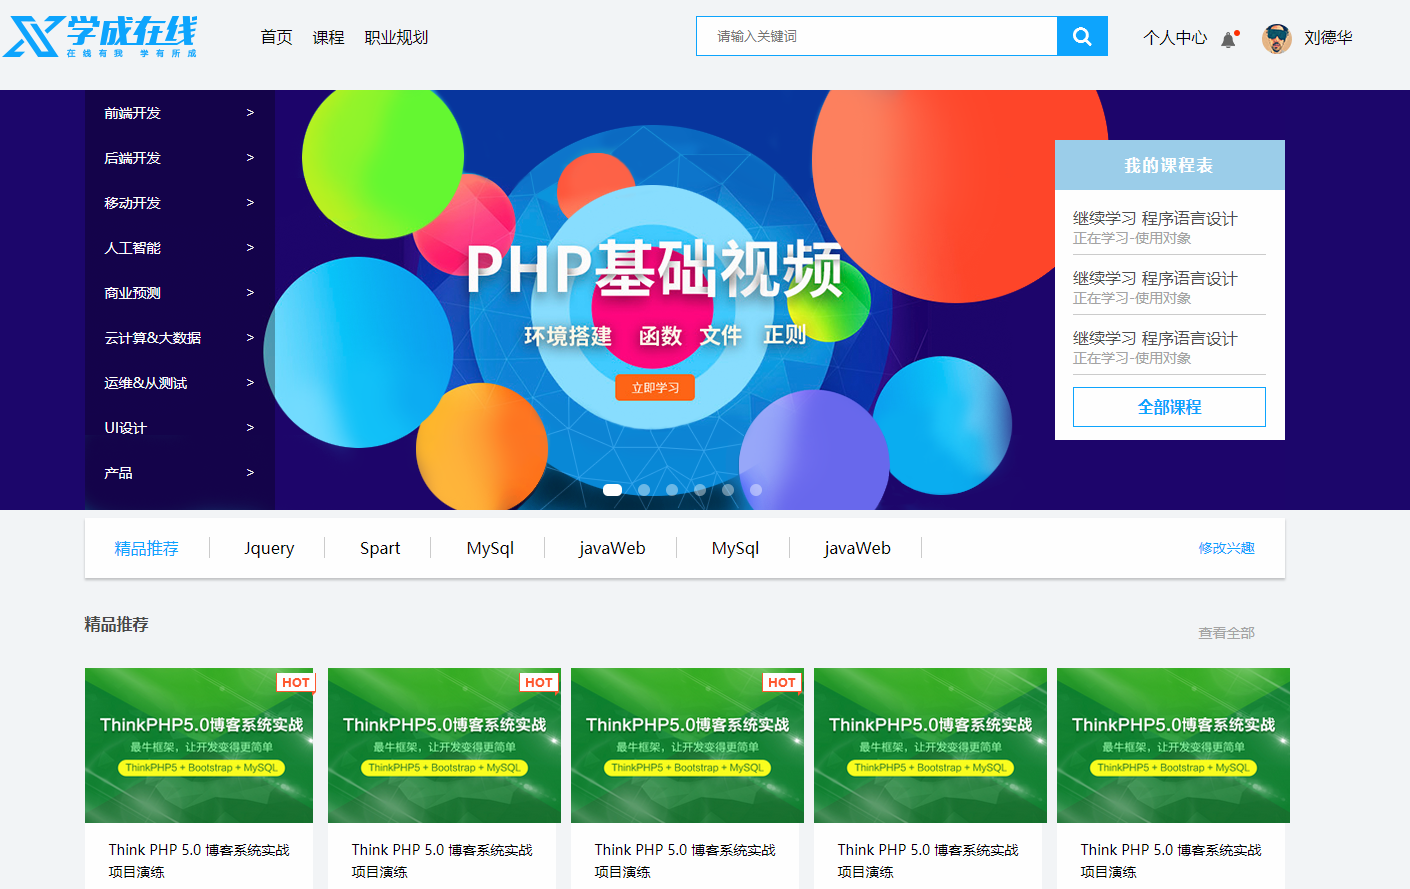 学成在线
在线有我 学有所成
首页 课程 职业规划
请输入关键词
个人中心
刘德华
前端开发 >
后端开发 >
移动开发 >
人工智能 >
商业预测 >
云计算&大数据 >
运维&从测试 >
UI设计 >
产品 >
PHP基础视频
环境搭建 函数 文件 正则
立即学习
我的课程表
继续学习 程序语言设计
正在学习-使用对象
继续学习 程序语言设计
正在学习-使用对象
继续学习 程序语言设计
正在学习-使用对象
全部课程
精品推荐 Jquery Spart MySql javaWeb MySql javaWeb 修改兴趣
精品推荐
查看全部
HOT
ThinkPHP5.0博客系统实战
最牛框架，让开发变得更简单
ThinkPHP5 + Bootstrap + MySQL
Think PHP 5.0 博客系统实战
项目演练
HOT
ThinkPHP5.0博客系统实战
最牛框架，让开发变得更简单
ThinkPHP5 + Bootstrap + MySQL
Think PHP 5.0 博客系统实战
项目演练
HOT
ThinkPHP5.0博客系统实战
最牛框架，让开发变得更简单
ThinkPHP5 + Bootstrap + MySQL
Think PHP 5.0 博客系统实战
项目演练
ThinkPHP5.0博客系统实战
最牛框架，让开发变得更简单
ThinkPHP5 + Bootstrap + MySQL
Think PHP 5.0 博客系统实战
项目演练
ThinkPHP5.0博客系统实战
最牛框架，让开发变得更简单
ThinkPHP5 + Bootstrap + MySQL
Think PHP 5.0 博客系统实战
项目演练